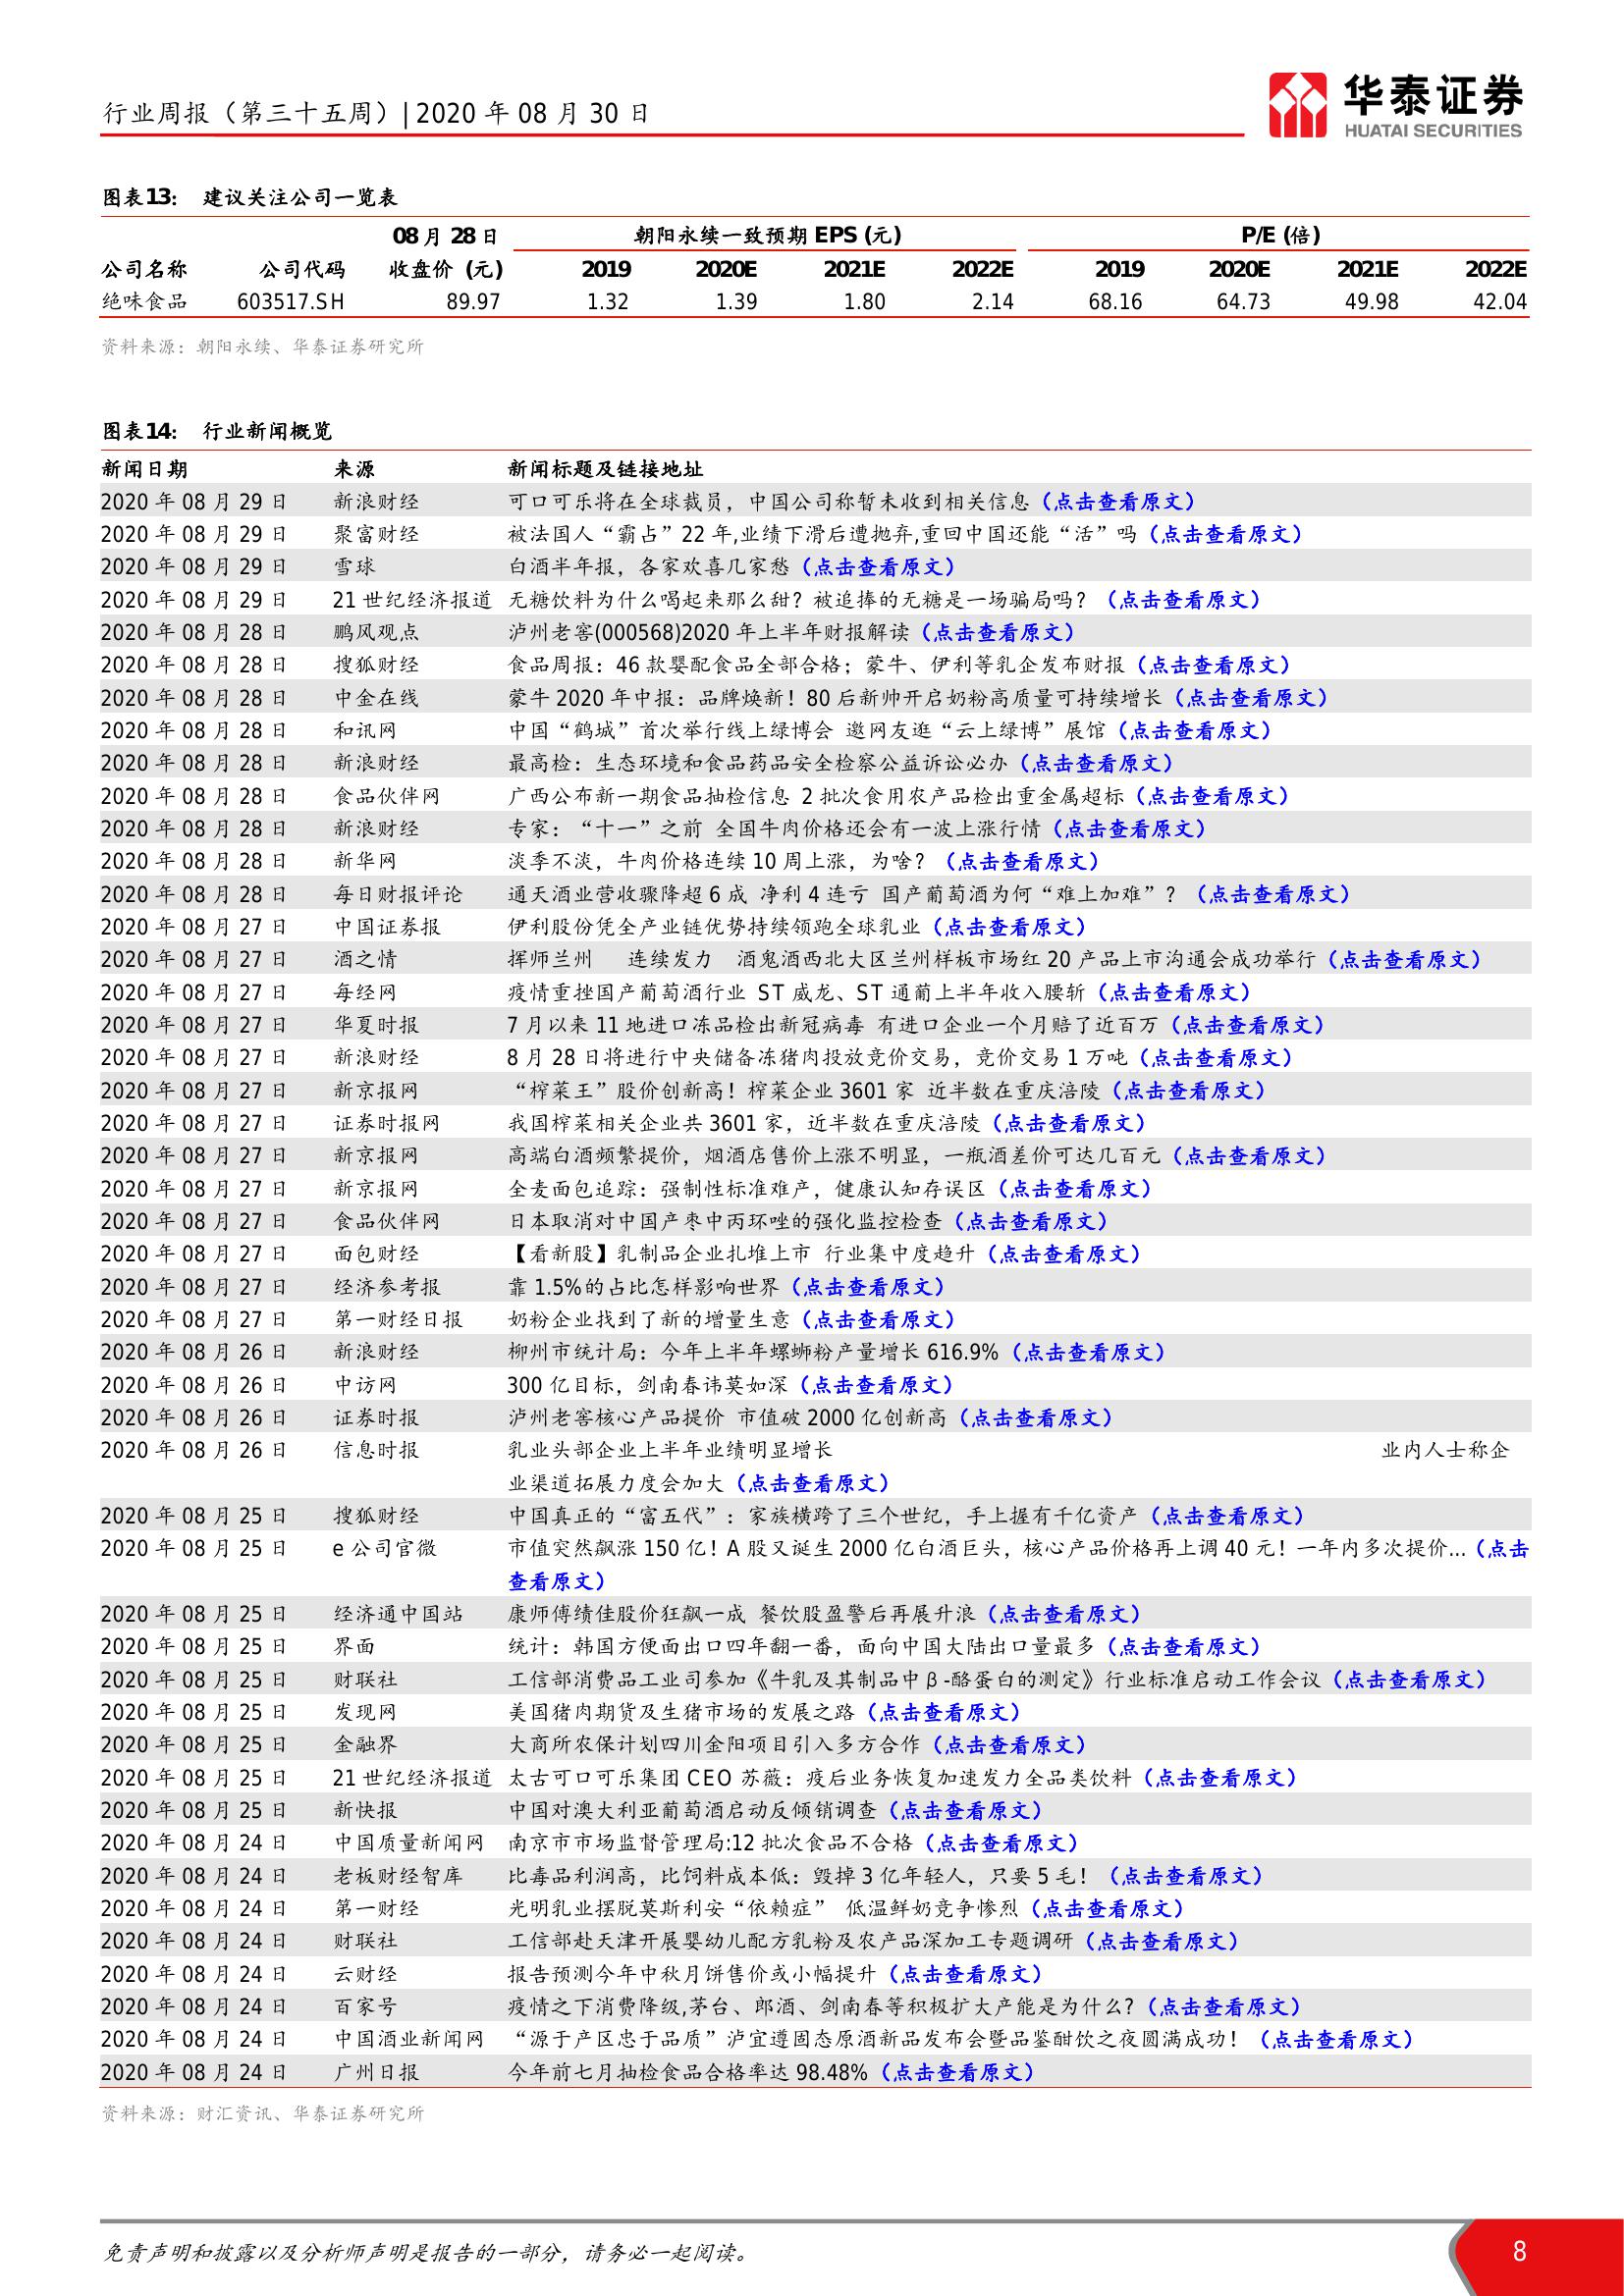 行业周报（第三十五周）| 2020 年 08 月 30 日
华泰证券
HUATAI SECURITIES
图表13： 建议关注公司一览表
08 月 28 日 朝阳永续一致预期 EPS (元) P/E (倍)
公司名称 公司代码 收盘价 (元) 2019 2020E 2021E 2022E 2019 2020E 2021E 2022E
绝味食品 603517.SH 89.97 1.32 1.39 1.80 2.14 68.16 64.73 49.98 42.04
资料来源：朝阳永续、华泰证券研究所
图表14： 行业新闻概览
新闻日期 来源 新闻标题及链接地址
2020 年 08 月 29 日 新浪财经 可口可乐将在全球裁员，中国公司称暂未收到相关信息（点击查看原文）
2020 年 08 月 29 日 聚富财经 被法国人“霸占”22 年,业绩下滑后遭抛弃,重回中国还能“活”吗（点击查看原文）
2020 年 08 月 29 日 雪球 白酒半年报，各家欢喜几家愁（点击查看原文）
2020 年 08 月 29 日 21 世纪经济报道 无糖饮料为什么喝起来那么甜？被追捧的无糖是一场骗局吗？（点击查看原文）
2020 年 08 月 28 日 鹏风观点 泸州老窖(000568)2020 年上半年财报解读（点击查看原文）
2020 年 08 月 28 日 搜狐财经 食品周报：46 款婴配食品全部合格；蒙牛、伊利等乳企发布财报（点击查看原文）
2020 年 08 月 28 日 中金在线 蒙牛 2020 年中报：品牌焕新！80 后新帅开启奶粉高质量可持续增长（点击查看原文）
2020 年 08 月 28 日 和讯网 中国“鹤城”首次举行线上绿博会 邀网友逛“云上绿博”展馆（点击查看原文）
2020 年 08 月 28 日 新浪财经 最高检：生态环境和食品药品安全检察公益诉讼必办（点击查看原文）
2020 年 08 月 28 日 食品伙伴网 广西公布新一期食品抽检信息 2 批次食用农产品检出重金属超标（点击查看原文）
2020 年 08 月 28 日 新浪财经 专家：“十一”之前 全国牛肉价格还会有一波上涨行情（点击查看原文）
2020 年 08 月 28 日 新华网 淡季不淡，牛肉价格连续 10 周上涨，为啥？（点击查看原文）
2020 年 08 月 28 日 每日财报评论 通天酒业营收骤降超 6 成 净利 4 连亏 国产葡萄酒为何“难上加难”？（点击查看原文）
2020 年 08 月 27 日 中国证券报 伊利股份凭全产业链优势持续领跑全球乳业（点击查看原文）
2020 年 08 月 27 日 酒之情 挥师兰州 连续发力 酒鬼酒西北大区兰州样板市场红 20 产品上市沟通会成功举行（点击查看原文）
2020 年 08 月 27 日 每经网 疫情重挫国产葡萄酒行业 ST 威龙、ST 通葡上半年收入腰斩（点击查看原文）
2020 年 08 月 27 日 华夏时报 7 月以来 11 地进口冻品检出新冠病毒 有进口企业一个月赔了近百万（点击查看原文）
2020 年 08 月 27 日 新浪财经 8 月 28 日将进行中央储备冻猪肉投放竞价交易，竞价交易 1 万吨（点击查看原文）
2020 年 08 月 27 日 新京报网 “榨菜王”股价创新高！榨菜企业 3601 家 近半数在重庆涪陵（点击查看原文）
2020 年 08 月 27 日 证券时报网 我国榨菜相关企业共 3601 家，近半数在重庆涪陵（点击查看原文）
2020 年 08 月 27 日 新京报网 高端白酒频繁提价，烟酒店售价上涨不明显，一瓶酒差价可达几百元（点击查看原文）
2020 年 08 月 27 日 新京报网 全麦面包追踪：强制性标准难产，健康认知存误区（点击查看原文）
2020 年 08 月 27 日 食品伙伴网 日本取消对中国产枣中丙环唑的强化监控检查（点击查看原文）
2020 年 08 月 27 日 面包财经 【看新股】乳制品企业扎堆上市 行业集中度趋升（点击查看原文）
2020 年 08 月 27 日 经济参考报 靠 1.5%的占比怎样影响世界（点击查看原文）
2020 年 08 月 27 日 第一财经日报 奶粉企业找到了新的增量生意（点击查看原文）
2020 年 08 月 26 日 新浪财经 柳州市统计局：今年上半年螺蛳粉产量增长 616.9%（点击查看原文）
2020 年 08 月 26 日 中访网 300 亿目标，剑南春讳莫如深（点击查看原文）
2020 年 08 月 26 日 证券时报 泸州老窖核心产品提价 市值破 2000 亿创新高（点击查看原文）
2020 年 08 月 26 日 信息时报 乳业头部企业上半年业绩明显增长 业内人士称企
业渠道拓展力度会加大（点击查看原文）
2020 年 08 月 25 日 搜狐财经 中国真正的“富五代”：家族横跨了三个世纪，手上握有千亿资产（点击查看原文）
2020 年 08 月 25 日 e 公司官微 市值突然飙涨 150 亿！A 股又诞生 2000 亿白酒巨头，核心产品价格再上调 40 元！一年内多次提价...（点击
查看原文）
2020 年 08 月 25 日 经济通中国站 康师傅绩佳股价狂飙一成 餐饮股盈警后再展升浪（点击查看原文）
2020 年 08 月 25 日 界面 统计：韩国方便面出口四年翻一番，面向中国大陆出口量最多（点击查看原文）
2020 年 08 月 25 日 财联社 工信部消费品工业司参加《牛乳及其制品中 β-酪蛋白的测定》行业标准启动工作会议（点击查看原文）
2020 年 08 月 25 日 发现网 美国猪肉期货及生猪市场的发展之路（点击查看原文）
2020 年 08 月 25 日 金融界 大商所农保计划四川金阳项目引入多方合作（点击查看原文）
2020 年 08 月 25 日 21 世纪经济报道 太古可口可乐集团 CEO 苏薇：疫后业务恢复加速发力全品类饮料（点击查看原文）
2020 年 08 月 25 日 新快报 中国对澳大利亚葡萄酒启动反倾销调查（点击查看原文）
2020 年 08 月 24 日 中国质量新闻网 南京市市场监督管理局:12 批次食品不合格（点击查看原文）
2020 年 08 月 24 日 老板财经智库 比毒品利润高，比饲料成本低：毁掉 3 亿年轻人，只要 5 毛！（点击查看原文）
2020 年 08 月 24 日 第一财经 光明乳业摆脱莫斯利安“依赖症” 低温鲜奶竞争惨烈（点击查看原文）
2020 年 08 月 24 日 财联社 工信部赴天津开展婴幼儿配方乳粉及农产品深加工专题调研（点击查看原文）
2020 年 08 月 24 日 云财经 报告预测今年中秋月饼售价或小幅提升（点击查看原文）
2020 年 08 月 24 日 百家号 疫情之下消费降级,茅台、郎酒、剑南春等积极扩大产能是为什么?（点击查看原文）
2020 年 08 月 24 日 中国酒业新闻网 “源于产区忠于品质”泸宜遵固态原酒新品发布会暨品鉴酣饮之夜圆满成功！（点击查看原文）
2020 年 08 月 24 日 广州日报 今年前七月抽检食品合格率达 98.48%（点击查看原文）
资料来源：财汇资讯、华泰证券研究所
免责声明和披露以及分析师声明是报告的一部分，请务必一起阅读。
8